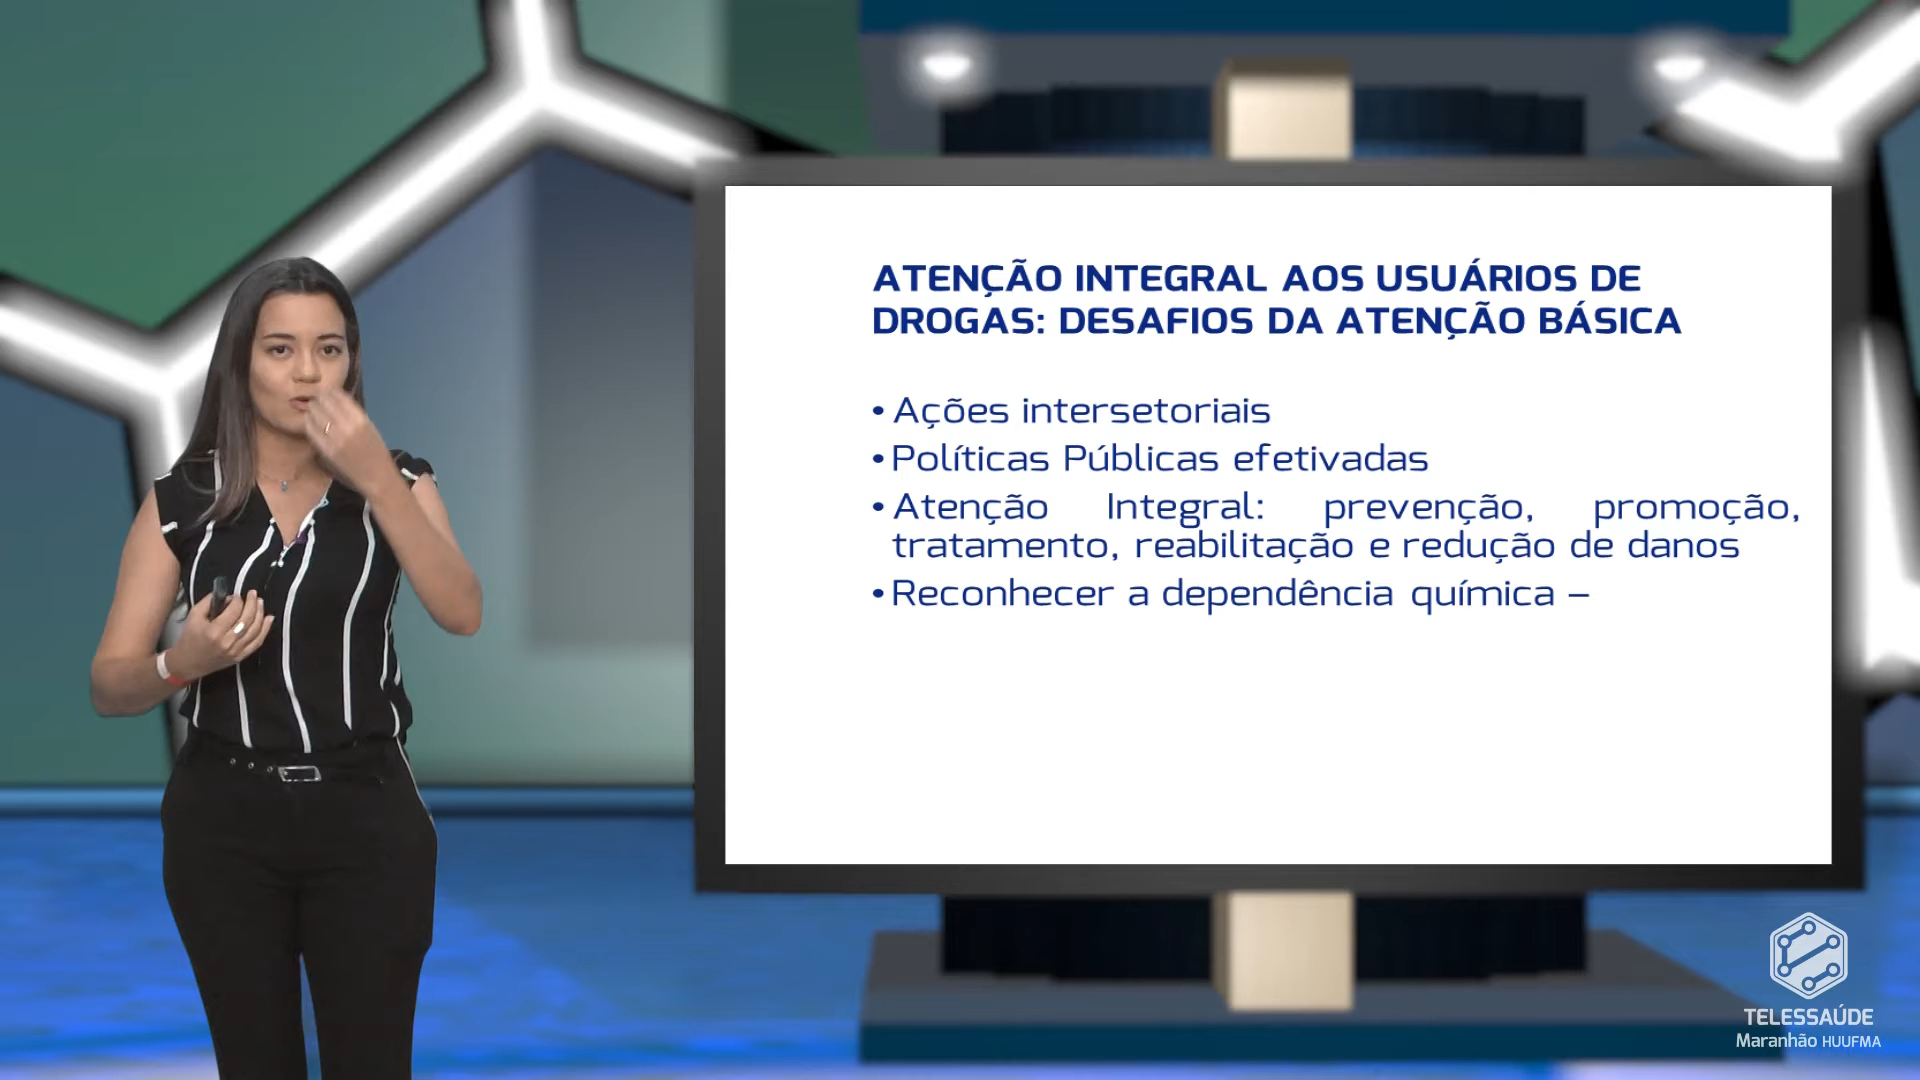 ATENÇÃO INTEGRAL AOS USUÁRIOS DE
DROGAS: DESAFIOS DA ATENÇÃO BÁSICA
• Ações intersetoriais
• Políticas Públicas efetivadas
• Atenção Integral: prevenção, promoção,
tratamento, reabilitação e redução de danos
• Reconhecer a dependência química –
TELESSAÚDE
Maranhão HUUFMA